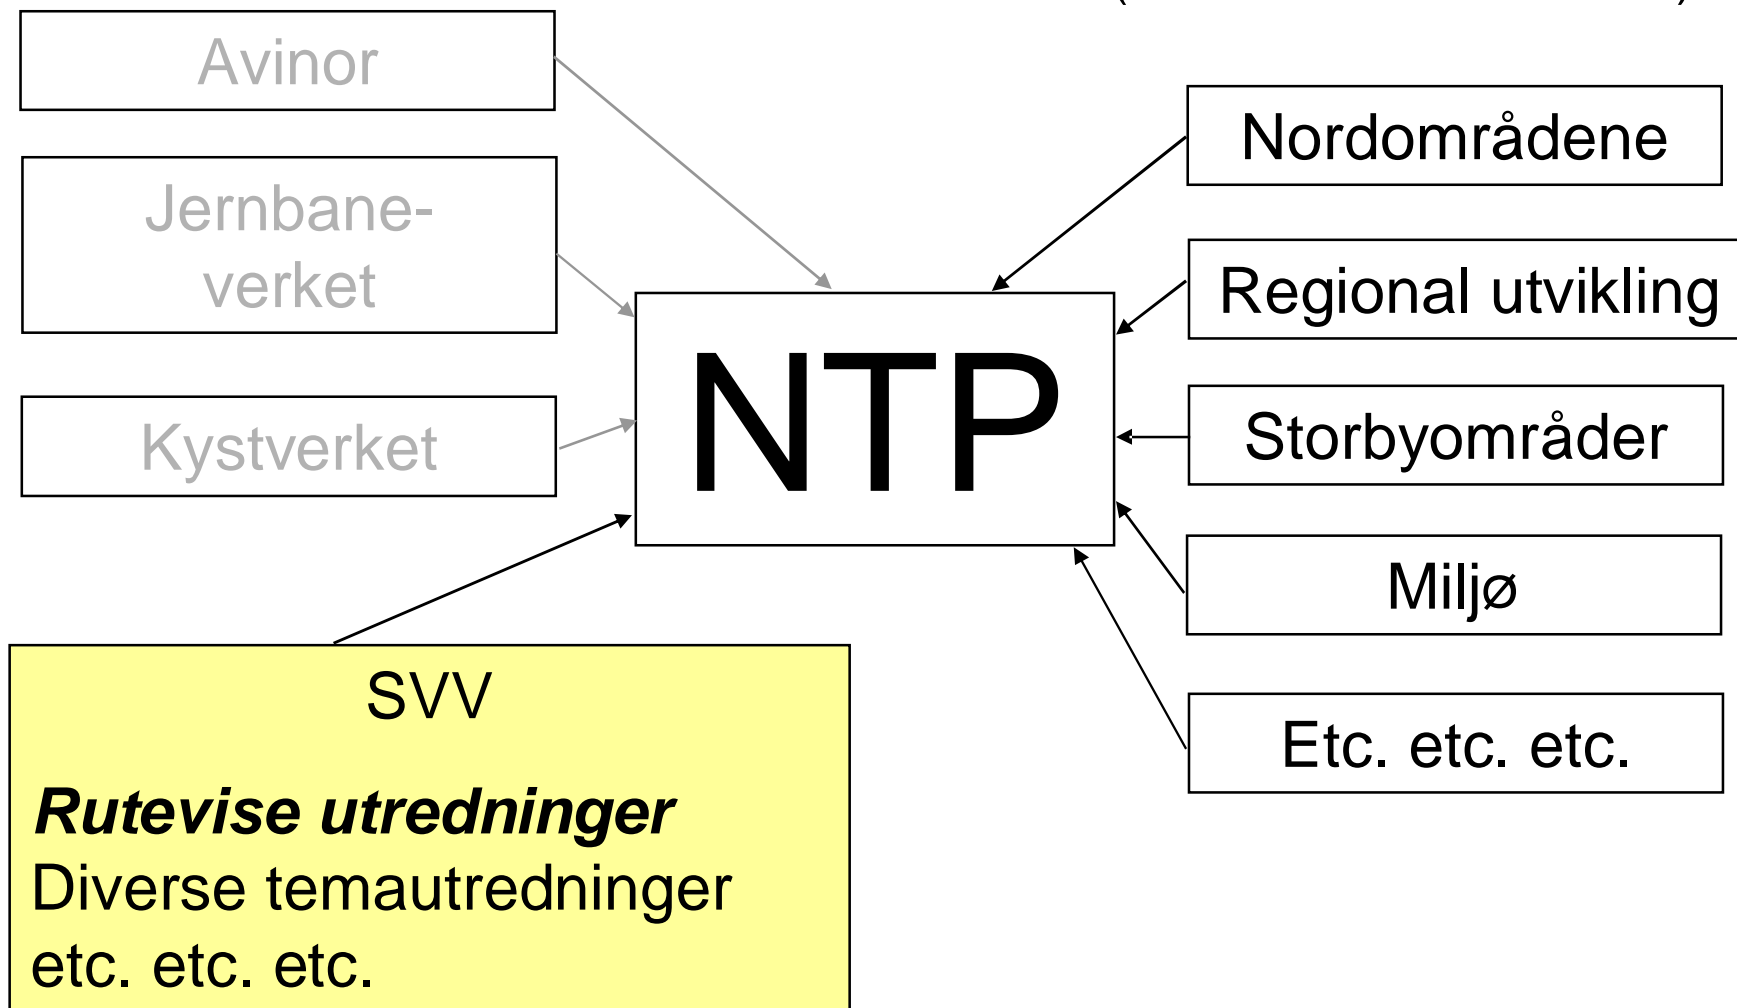 Avinor
Jernbane-
verket
Kystverket
NTP
Nordområdene
Regional utvikling
Storbyområder
Miljø
Etc. etc. etc.
SVV
Rutevise utredninger
Diverse temautredninger
etc. etc. etc.